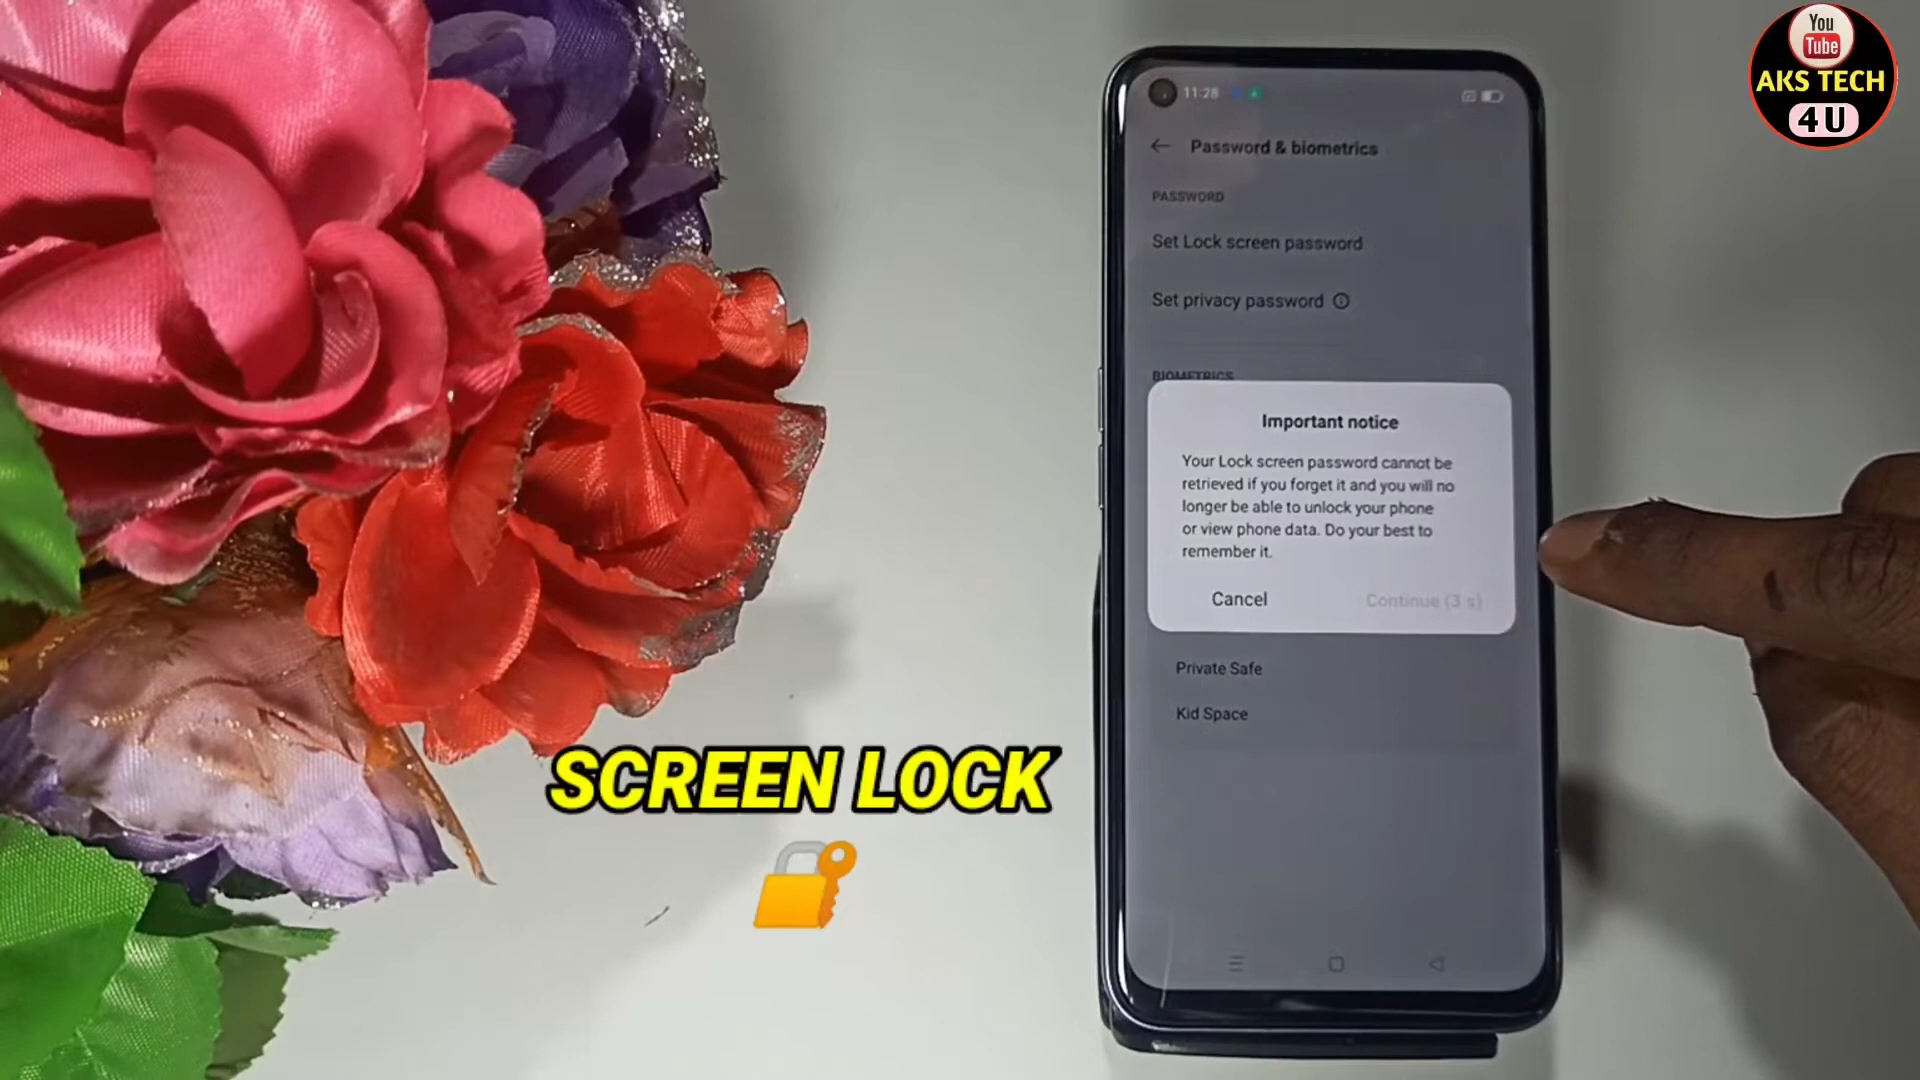 You
Tube
AKS TECH
4U
11:28
Password & biometrics
PASSWORD
Set Lock screen password
Set privacy password
BIOMETRICS
Important notice
Your Lock screen password cannot be
retrieved if you forget it and you will no
longer be able to unlock your phone
or view phone data. Do your best to
remember it.
Cancel
Continue (3 s)
Private Safe
Kid Space
SCREEN LOCK